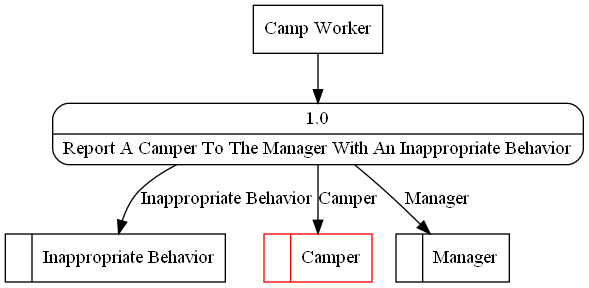 Camp Worker
1.0
Report A Camper To The Manager With An Inappropriate Behavior
Inappropriate Behavior
Camper
Manager
Inappropriate Behavior
Camper
Manager